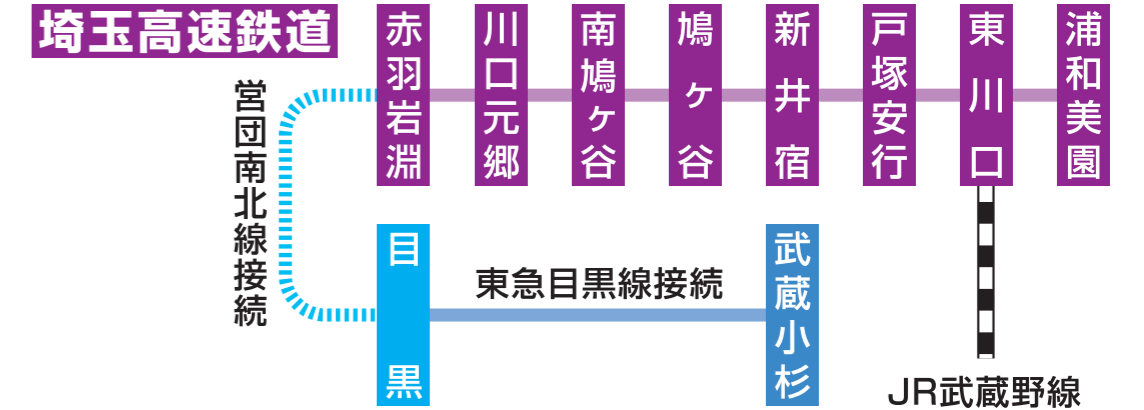 埼玉高速鉄道
赤羽岩淵
川口元郷
南鳩ヶ谷
鳩ヶ谷
新井宿
戸塚安行
東川口
浦和美園
営団南北線接続
目黒
東急目黒線接続
武蔵小杉
JR武蔵野線